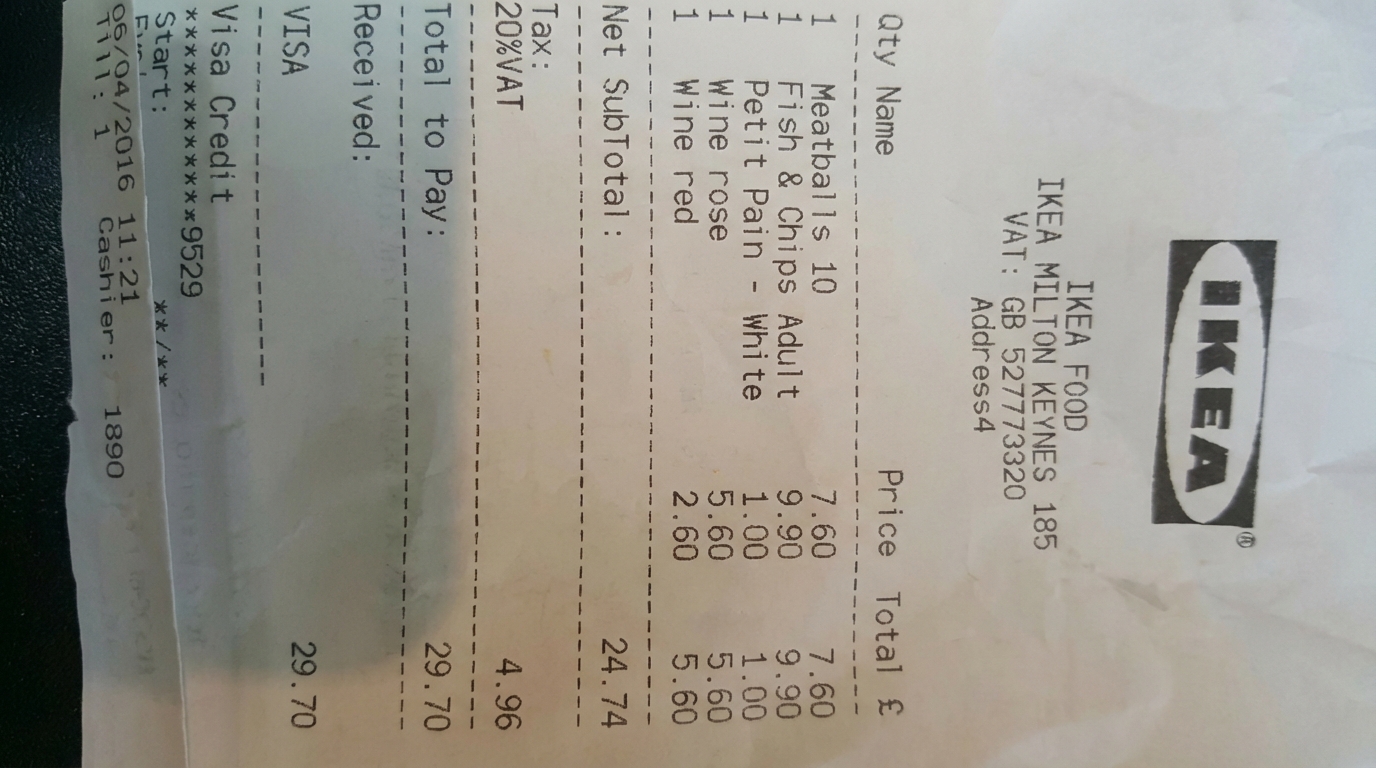 IKEA®
IKEA FOOD
IKEA MILTON KEYNES 185
VAT: GB 527773320
Address4
Qty Name Price Total £
1 Meatballs 10 7.60 7.60
1 Fish & Chips Adult 9.90 9.90
1 Petit Pain - White 1.00 1.00
1 Wine rose 5.60 5.60
1 Wine red 2.60 5.60
Net SubTotal: 24.74
Tax:
20%VAT 4.96
Total to Pay: 29.70
Received:
VISA 29.70
Visa Credit
************9529
Start: **/**
06/04/2016 11:21
Till: 1 Cashier: 1890